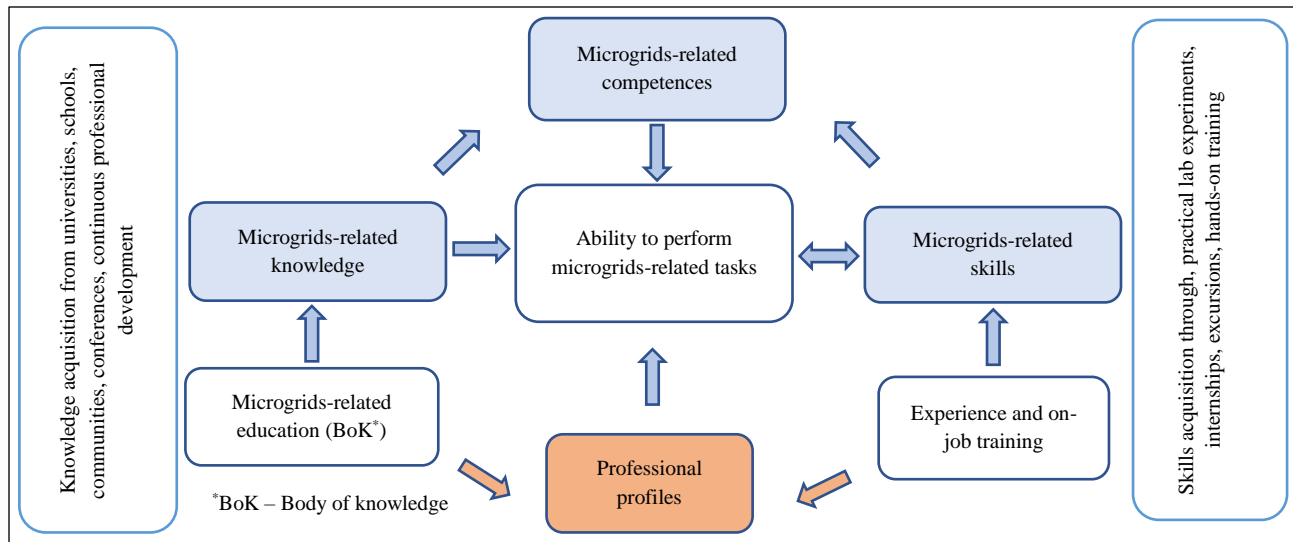 Knowledge acquisition from universities, schools,
communities, conferences, continuous professional
development
Microgrids-related
competences
Microgrids-related
knowledge
Ability to perform
microgrids-related tasks
Microgrids-related
skills
Microgrids-related
education (BoK*)
Professional
profiles
Experience and on-
job training
*BoK – Body of knowledge
Skills acquisition through, practical lab experiments,
internships, excursions, hands-on training